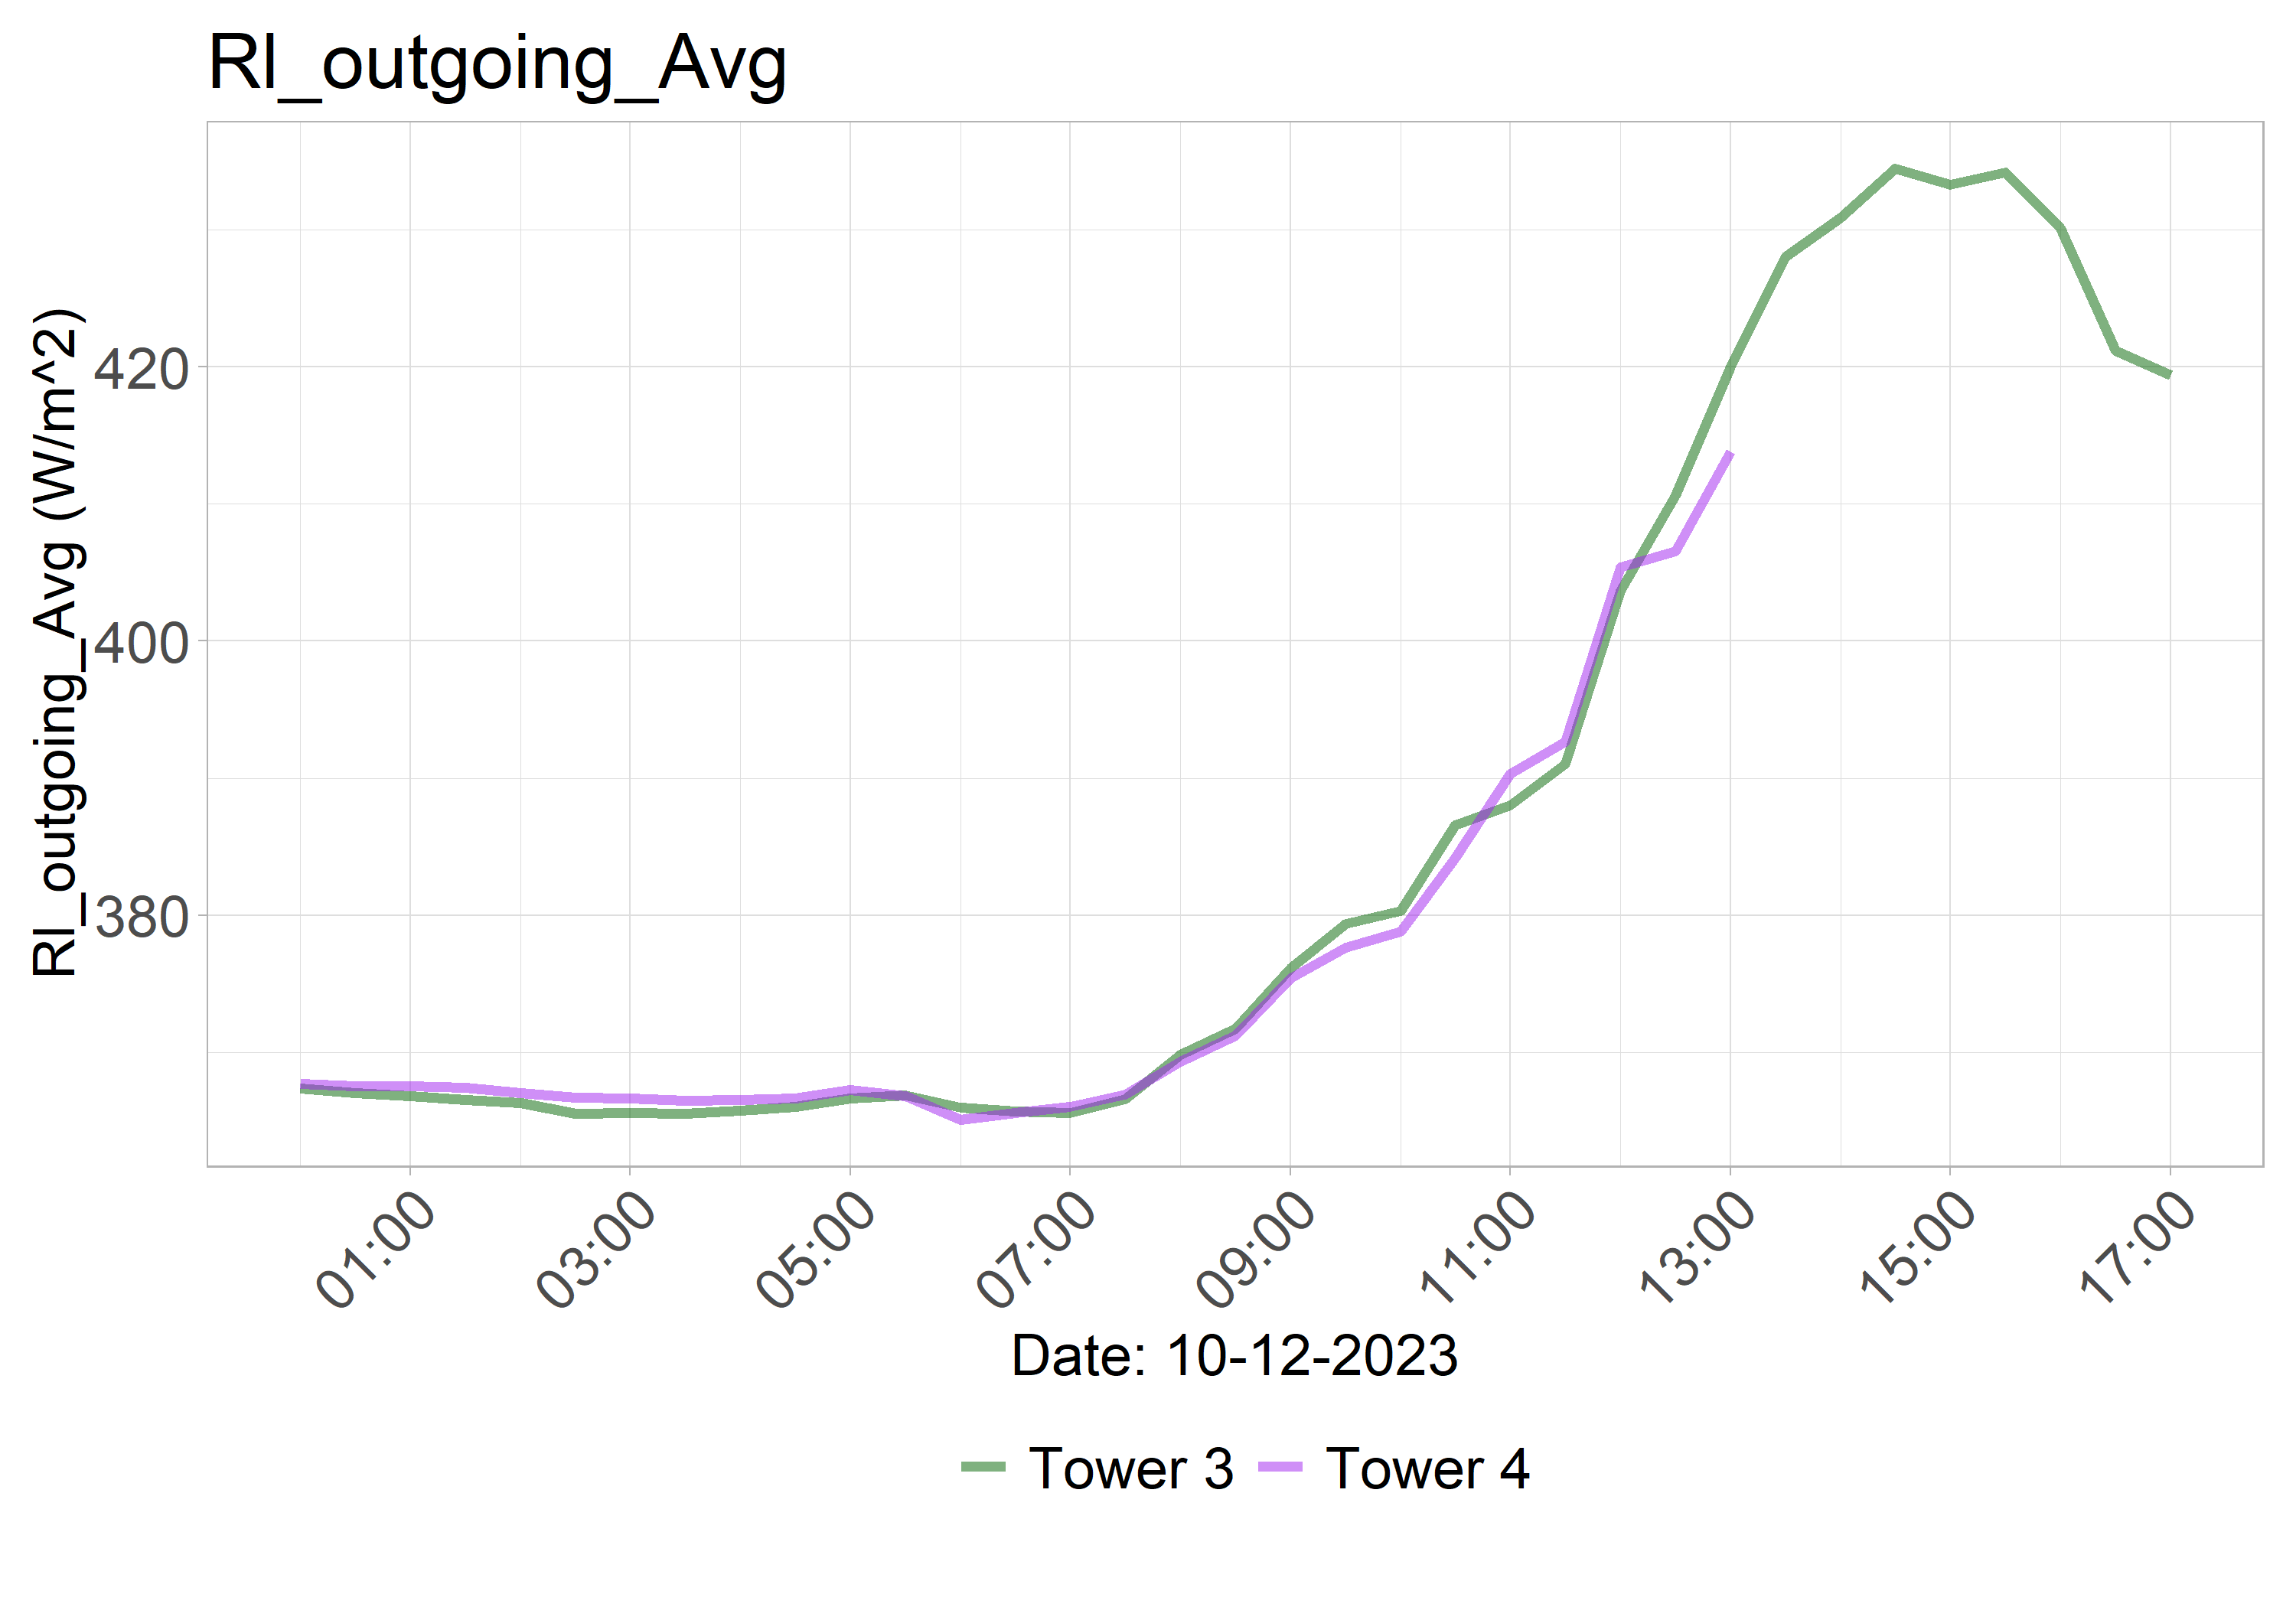 Rl_outgoing_Avg
Rl_outgoing_Avg (W/m^2)
420
400
380
01:00 03:00 05:00 07:00 09:00 11:00 13:00 15:00 17:00
Date: 10-12-2023
Tower 3 Tower 4